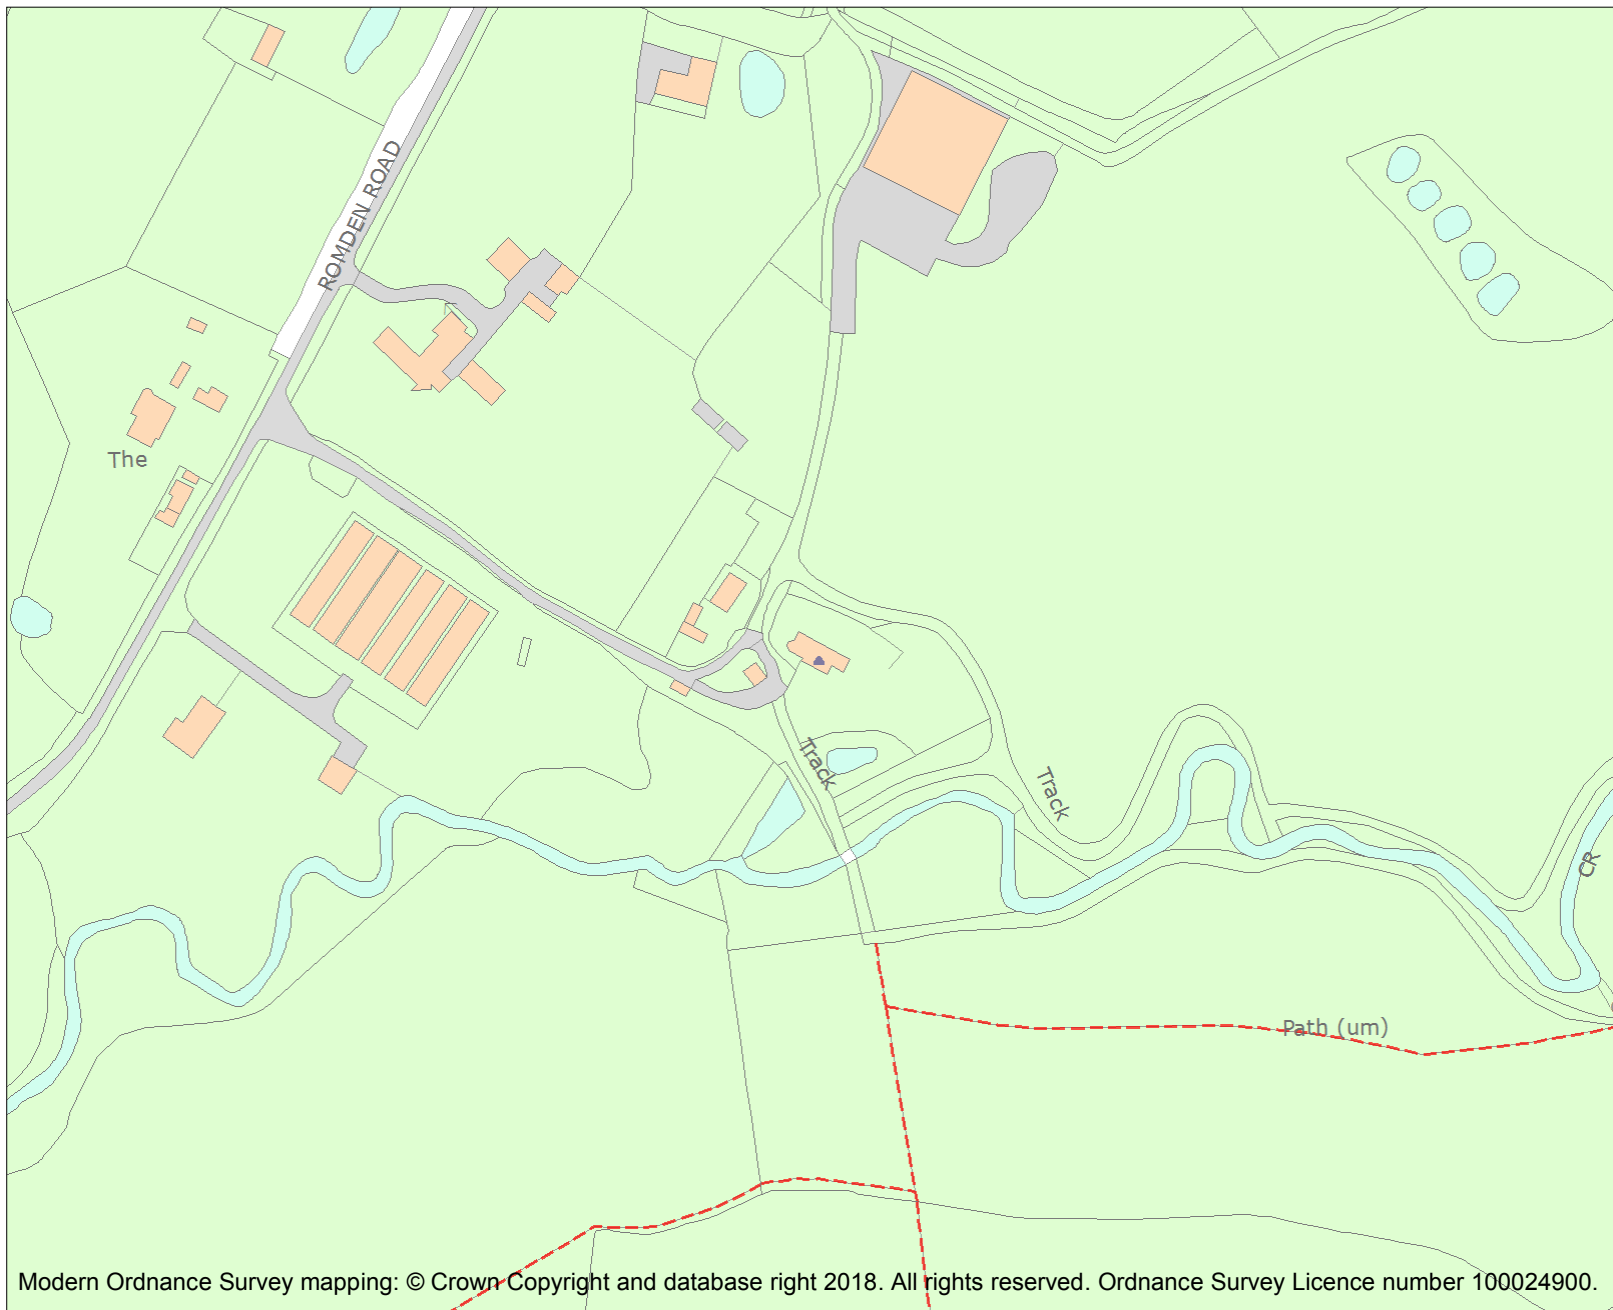 ROMDEN ROAD
The
Track
Track
CR
Path (um)
Modern Ordnance Survey mapping: © Crown Copyright and database right 2018. All rights reserved. Ordnance Survey Licence number 100024900.